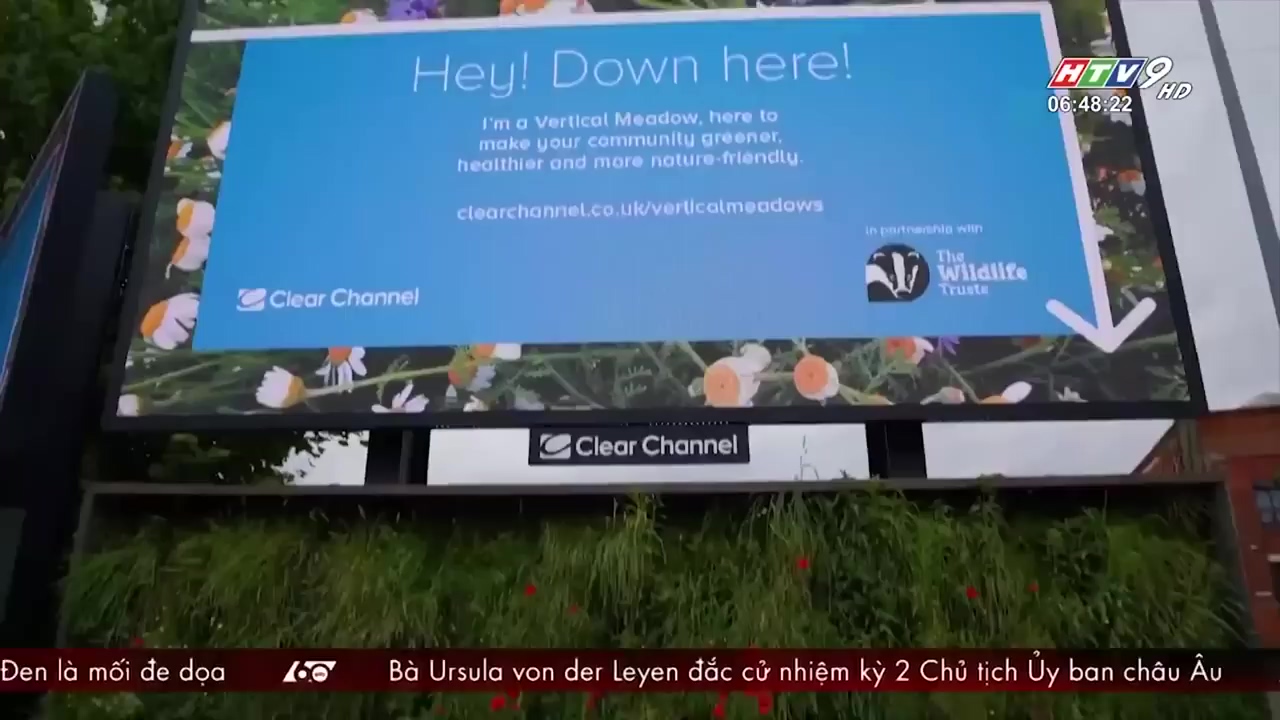 Hey! Down here!
I'm a Vertical Meadow, here to
make your community greener,
healthier and more nature-friendly.
clearchannel.co.uk/verticalmeadows
in partnership with
The
Wildlife
Trusts
Clear Channel
Clear Channel
HTV9
HD
06:48:22
Đen là mối đe dọa
60
Bà Ursula von der Leyen đắc cử nhiệm kỳ 2 Chủ tịch Ủy ban châu Âu